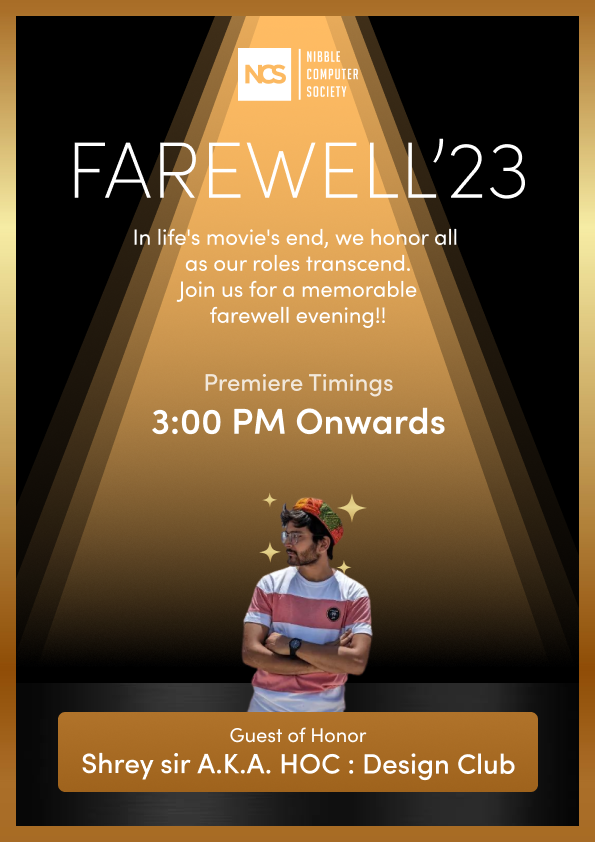 NCS
NIBBLE
COMPUTER
SOCIETY
FAREWELL'23
In life's movie's end, we honor all
as our roles transcend.
Join us for a memorable
farewell evening!!
Premiere Timings
3:00 PM Onwards
Guest of Honor
Shrey sir A.K.A. HOC : Design Club